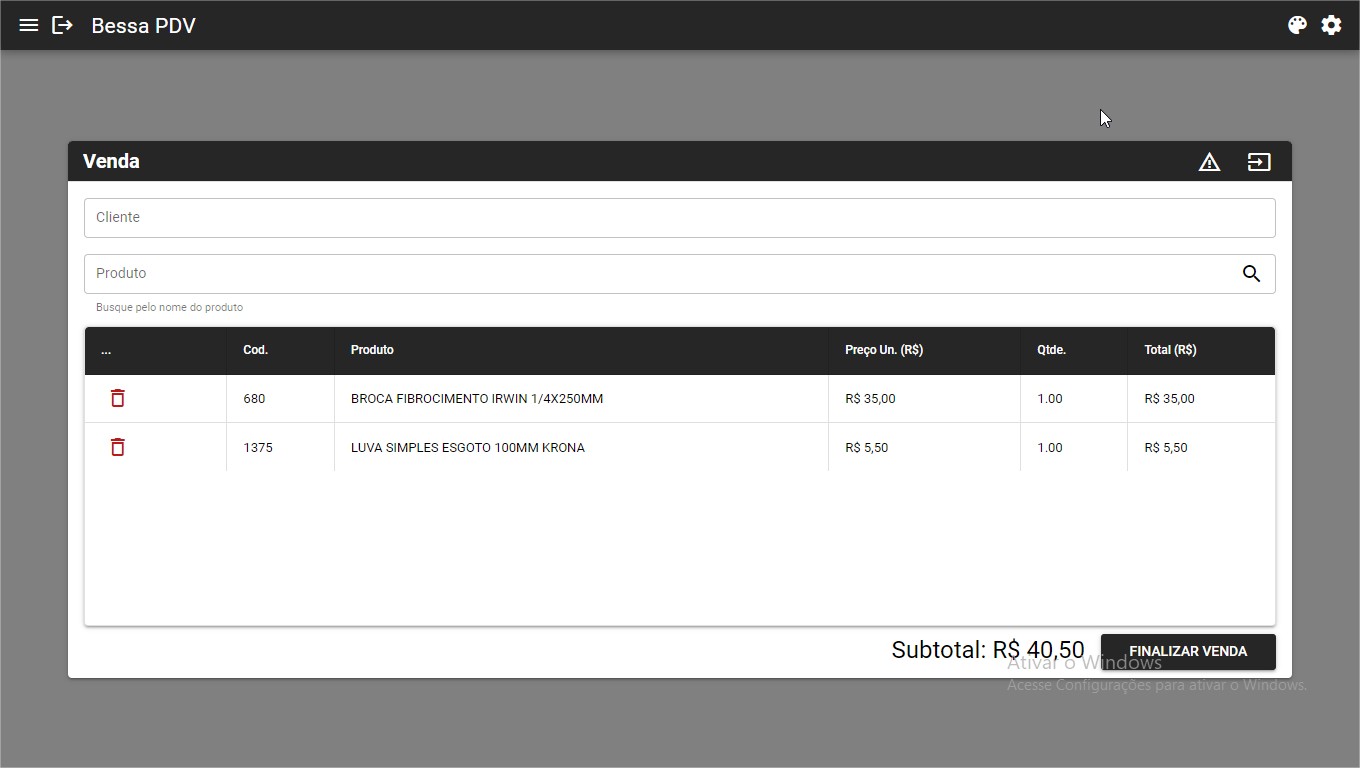 Bessa PDV
Venda
Cliente
Produto
Busque pelo nome do produto
... Cod. Produto Preço Un. (R$) Qtde. Total (R$)
680 BROCA FIBROCIMENTO IRWIN 1/4X250MM R$ 35,00 1.00 R$ 35,00
1375 LUVA SIMPLES ESGOTO 100MM KRONA R$ 5,50 1.00 R$ 5,50
Subtotal: R$ 40,50 FINALIZAR VENDA
Ativar o Windows
Acesse Configurações para ativar o Windows.